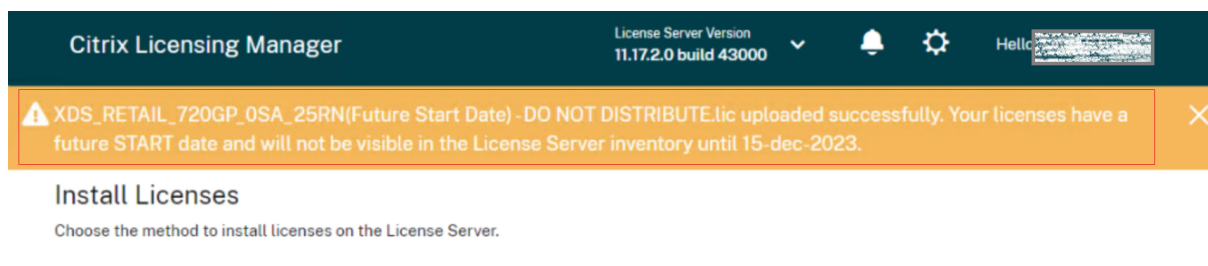 Citrix Licensing Manager
License Server Version
11.17.2.0 build 43000
Hello
XDS_RETAIL_720GP_0SA_25RN(Future Start Date) -DO NOT DISTRIBUTE.lic uploaded successfully. Your licenses have a
future START date and will not be visible in the License Server inventory until 15-dec-2023.
Install Licenses
Choose the method to install licenses on the License Server.